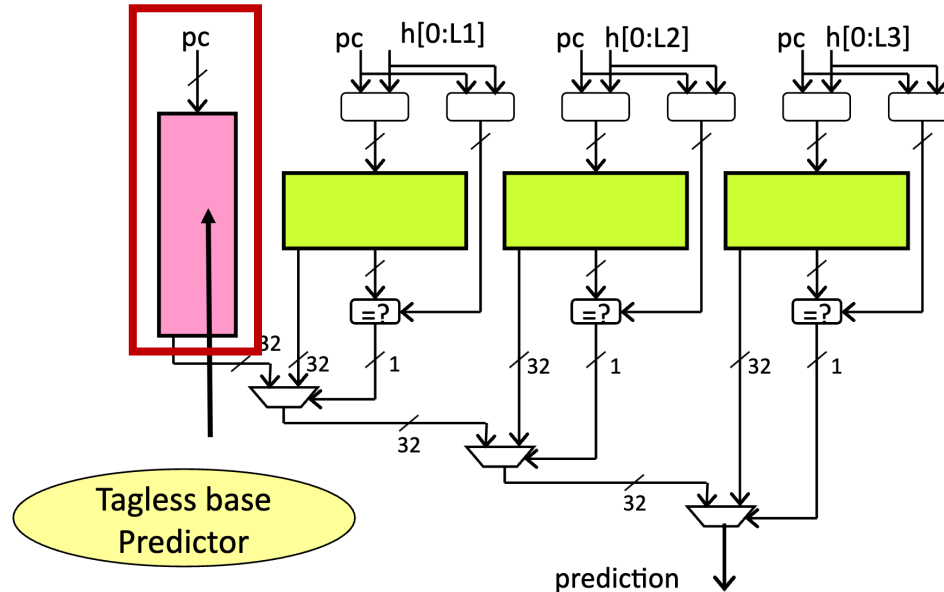 pc
pc
h[0:L1]
pc
h[0:L2]
pc
h[0:L3]
=?
=?
=?
32
32
1
32
1
32
1
32
32
Tagless base
Predictor
prediction